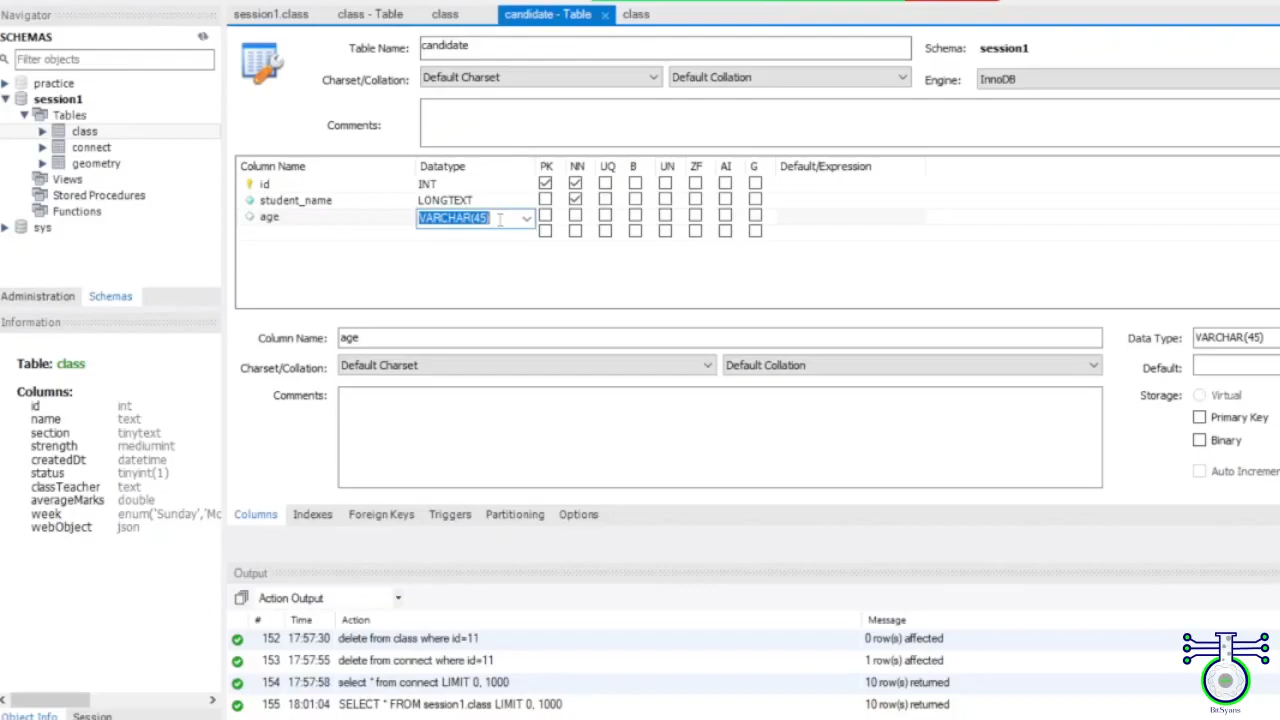 Navigator
SCHEMAS
Filter objects
practice
session1
Tables
class
connect
geometry
Views
Stored Procedures
Functions
sys
Administration Schemas
Information
Table: class
Columns:
id int
name text
section tinytext
strength mediumint
createdDt datetime
status tinyint(1)
classTeacher text
averageMarks double
week enum('Sunday','Mc
webObject json
Object Info Session
session1.class class - Table class candidate - Table × class
Table Name: candidate Schema: session1
Charset/Collation: Default Charset Default Collation Engine: InnoDB
Comments:
Column Name Datatype PK NN UQ B UN ZF AI G Default/Expression
id INT
student_name LONGTEXT
age VARCHAR(45)
Column Name: age Data Type: VARCHAR(45)
Charset/Collation: Default Charset Default Collation Default:
Comments: Storage: Virtual
Primary Key
Binary
Auto Incremen
Columns Indexes Foreign Keys Triggers Partitioning Options
Output
Action Output
# Time Action Message
152 17:57:30 delete from class where id=11 0 row(s) affected
153 17:57:55 delete from connect where id=11 1 row(s) affected
154 17:57:58 select * from connect LIMIT 0, 1000 10 row(s) returned
155 18:01:04 SELECT * FROM session1.class LIMIT 0, 1000 10 row(s) returned
BitSyans